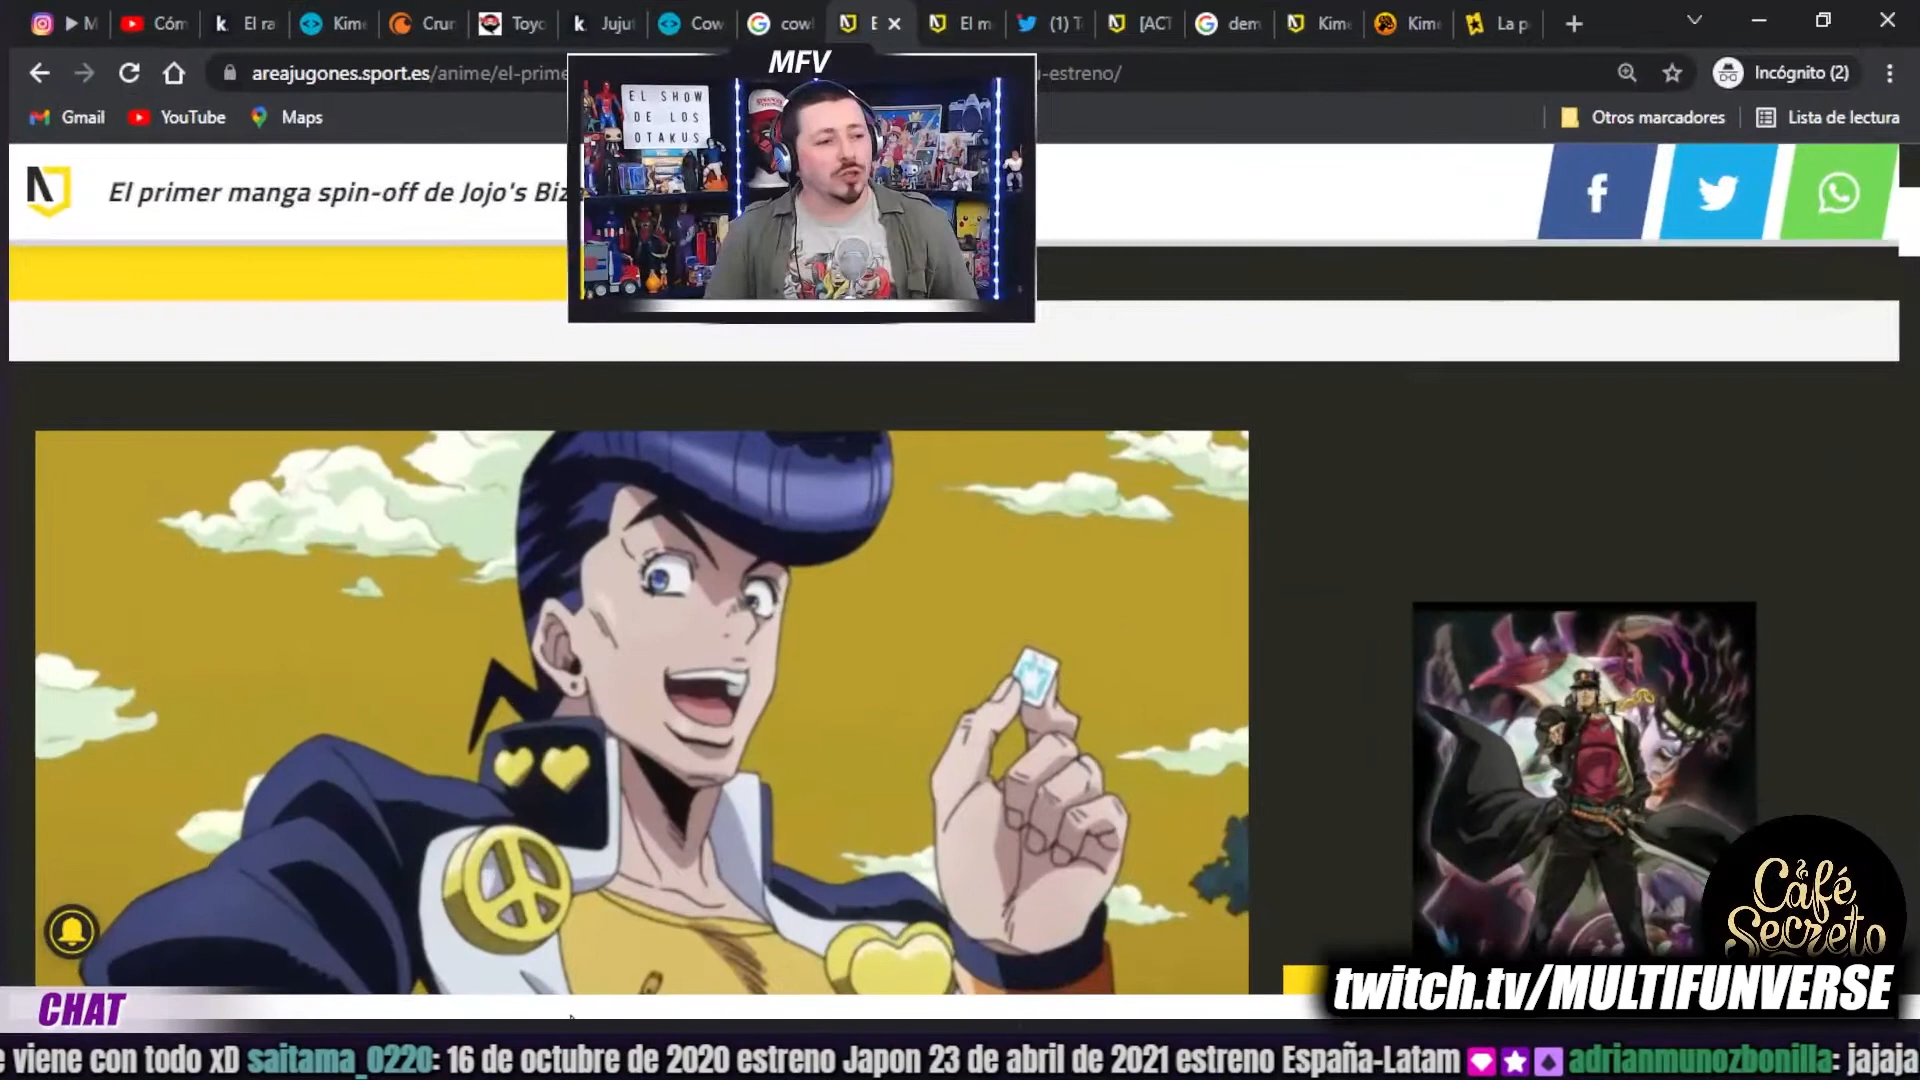 M
Cóm
El ra
Kime
Crun
Toyo
Juju
Cow
cow
E
El m
(1) T
[ACT
dem
Kime
Kime
La p
areajugones.sport.es/anime/el-prime
u-estreno/
Incógnito (2)
Gmail
YouTube
Maps
Otros marcadores
Lista de lectura
MFV
EL SHOW
DE LOS
OTAKUS
El primer manga spin-off de Jojo's Biz
Café
Secreto
twitch.tv/MULTIFUNVERSE
CHAT
e viene con todo xD saitama_0220: 16 de octubre de 2020 estreno Japon 23 de abril de 2021 estreno España-Latam adrianmunozbonilla: jajaja